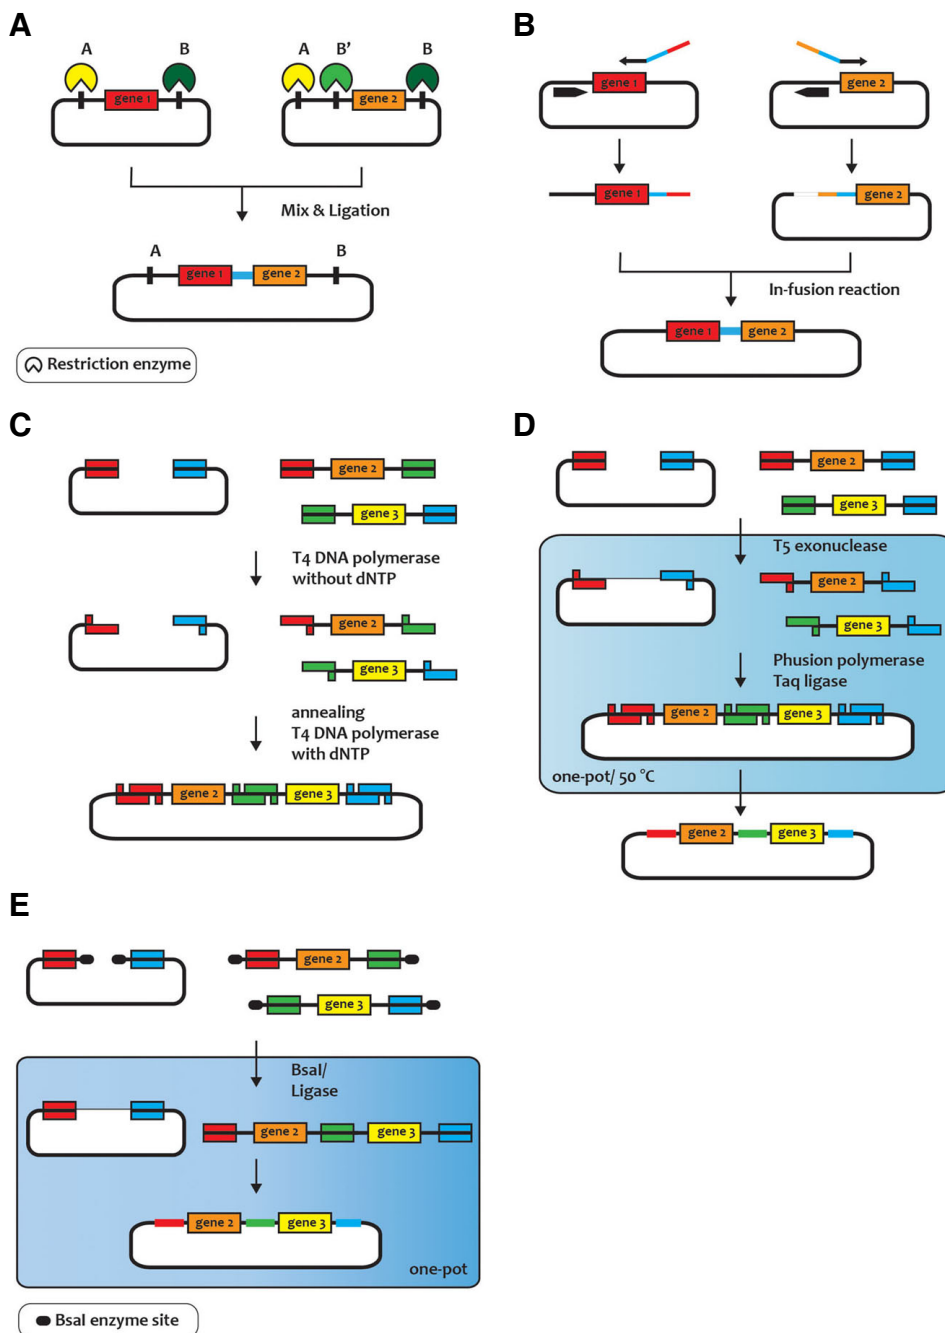 A
A B
gene 1
A B' B
gene 2
Mix & Ligation
A B
gene 1 gene 2
Restriction enzyme
B
gene 1
gene 2
gene 1
gene 2
In-fusion reaction
gene 1 gene 2
C
gene 2
gene 3
T4 DNA polymerase
without dNTP
gene 2
gene 3
annealing
T4 DNA polymerase
with dNTP
gene 2 gene 3
D
gene 2
gene 3
T5 exonuclease
gene 2
gene 3
Phusion polymerase
Taq ligase
gene 2 gene 3
one-pot/ 50 °C
gene 2 gene 3
E
gene 2
gene 3
BsaI/
Ligase
gene 2 gene 3
gene 2 gene 3
one-pot
BsaI enzyme site